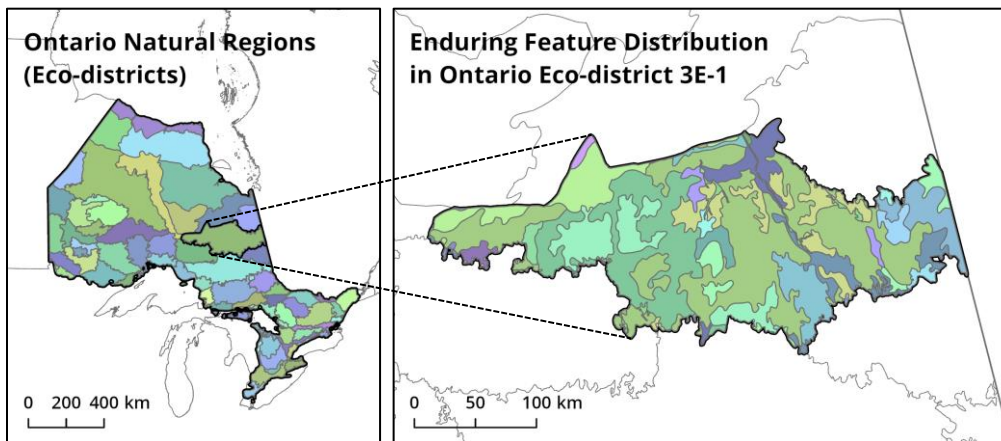 Ontario Natural Regions
(Eco-districts)
0 200 400 km
Enduring Feature Distribution
in Ontario Eco-district 3E-1
0 50 100 km